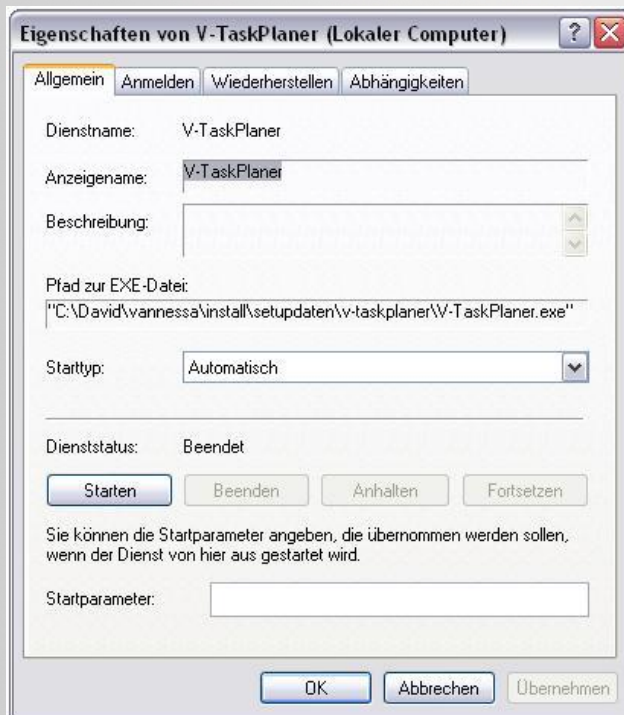 Eigenschaften von V-TaskPlaner (Lokaler Computer)
Allgemein Anmelden Wiederherstellen Abhängigkeiten
Dienstname: V-TaskPlaner
Anzeigename: V-TaskPlaner
Beschreibung:
Pfad zur EXE-Datei:
"C:\David\vannessa\install\setupdaten\v-taskplaner\V-TaskPlaner.exe"
Starttyp: Automatisch
Dienststatus: Beendet
Starten Beenden Anhalten Fortsetzen
Sie können die Startparameter angeben, die übernommen werden sollen,
wenn der Dienst von hier aus gestartet wird.
Startparameter:
OK Abbrechen Übernehmen